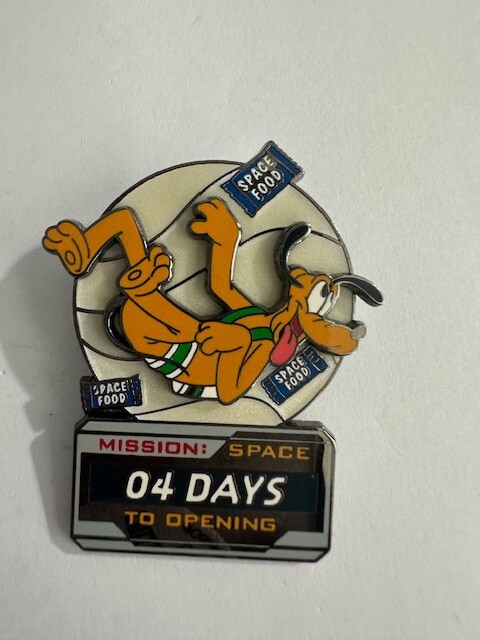 SPACE
FOOD
SPACE
FOOD
SPACE
FOOD
MISSION: SPACE
04 DAYS
TO OPENING